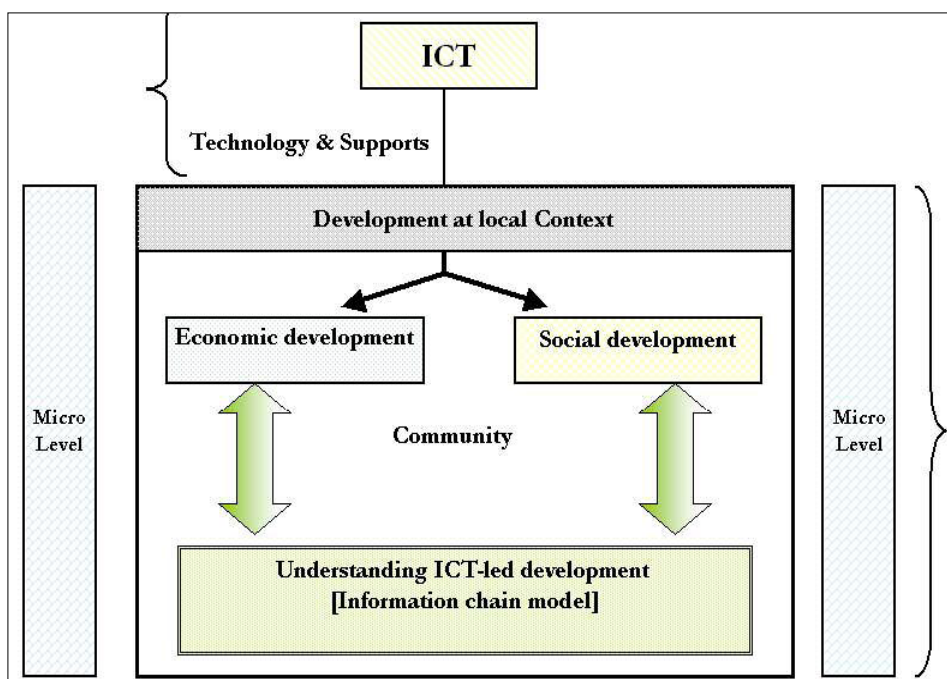 ICT
Technology & Supports
Development at local Context
Economic development
Social development
Micro
Level
Community
Micro
Level
Understanding ICT-led development
[Information chain model]